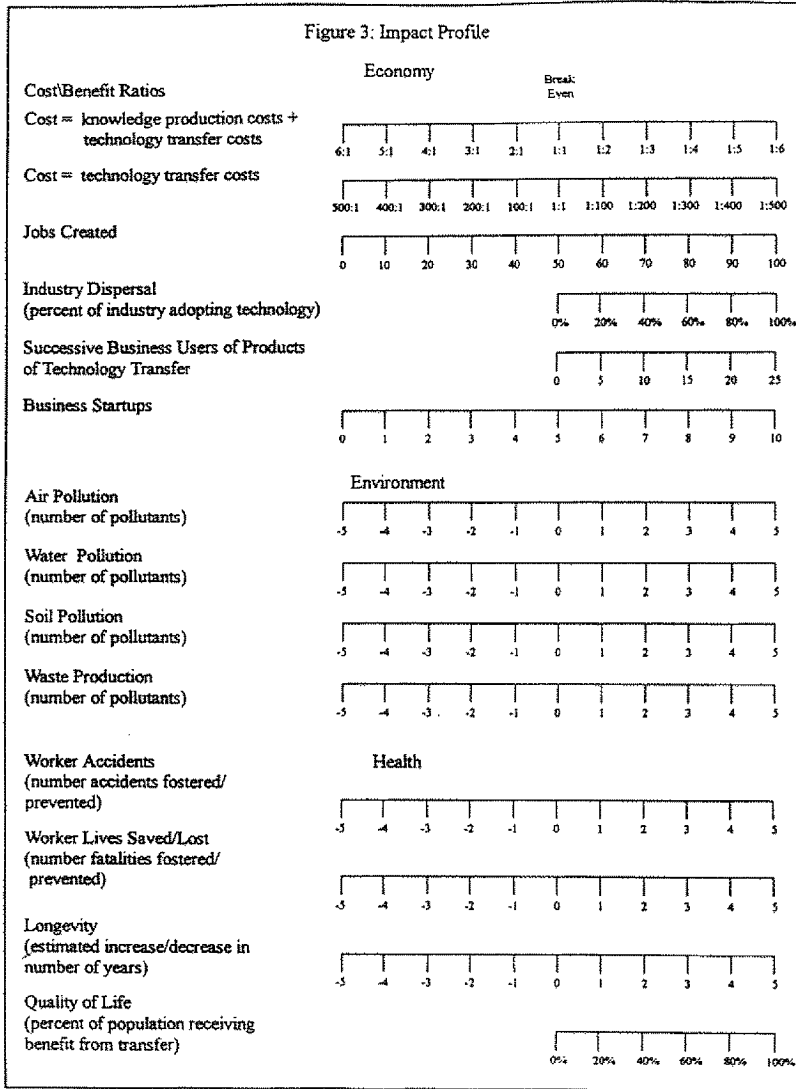 Figure 3: Impact Profile
Economy
Break
Even
Cost\Benefit Ratios
Cost = knowledge production costs +
technology transfer costs
6:1 5:1 4:1 3:1 2:1 1:1 1:2 1:3 1:4 1:5 1:6
Cost = technology transfer costs
500:1 400:1 300:1 200:1 100:1 1:1 1:100 1:200 1:300 1:400 1:500
Jobs Created
0 10 20 30 40 50 60 70 80 90 100
Industry Dispersal
(percent of industry adopting technology)
0% 20% 40% 60% 80% 100%
Successive Business Users of Products
of Technology Transfer
0 5 10 15 20 25
Business Startups
0 1 2 3 4 5 6 7 8 9 10
Environment
Air Pollution
(number of pollutants)
-5 -4 -3 -2 -1 0 1 2 3 4 5
Water Pollution
(number of pollutants)
-5 -4 -3 -2 -1 0 1 2 3 4 5
Soil Pollution
(number of pollutants)
-5 -4 -3 -2 -1 0 1 2 3 4 5
Waste Production
(number of pollutants)
-5 -4 -3 -2 -1 0 1 2 3 4 5
Health
Worker Accidents
(number accidents fostered/
prevented)
-5 -4 -3 -2 -1 0 1 2 3 4 5
Worker Lives Saved/Lost
(number fatalities fostered/
prevented)
-5 -4 -3 -2 -1 0 1 2 3 4 5
Longevity
(estimated increase/decrease in
number of years)
-5 -4 -3 -2 -1 0 1 2 3 4 5
Quality of Life
(percent of population receiving
benefit from transfer)
0% 20% 40% 60% 80% 100%